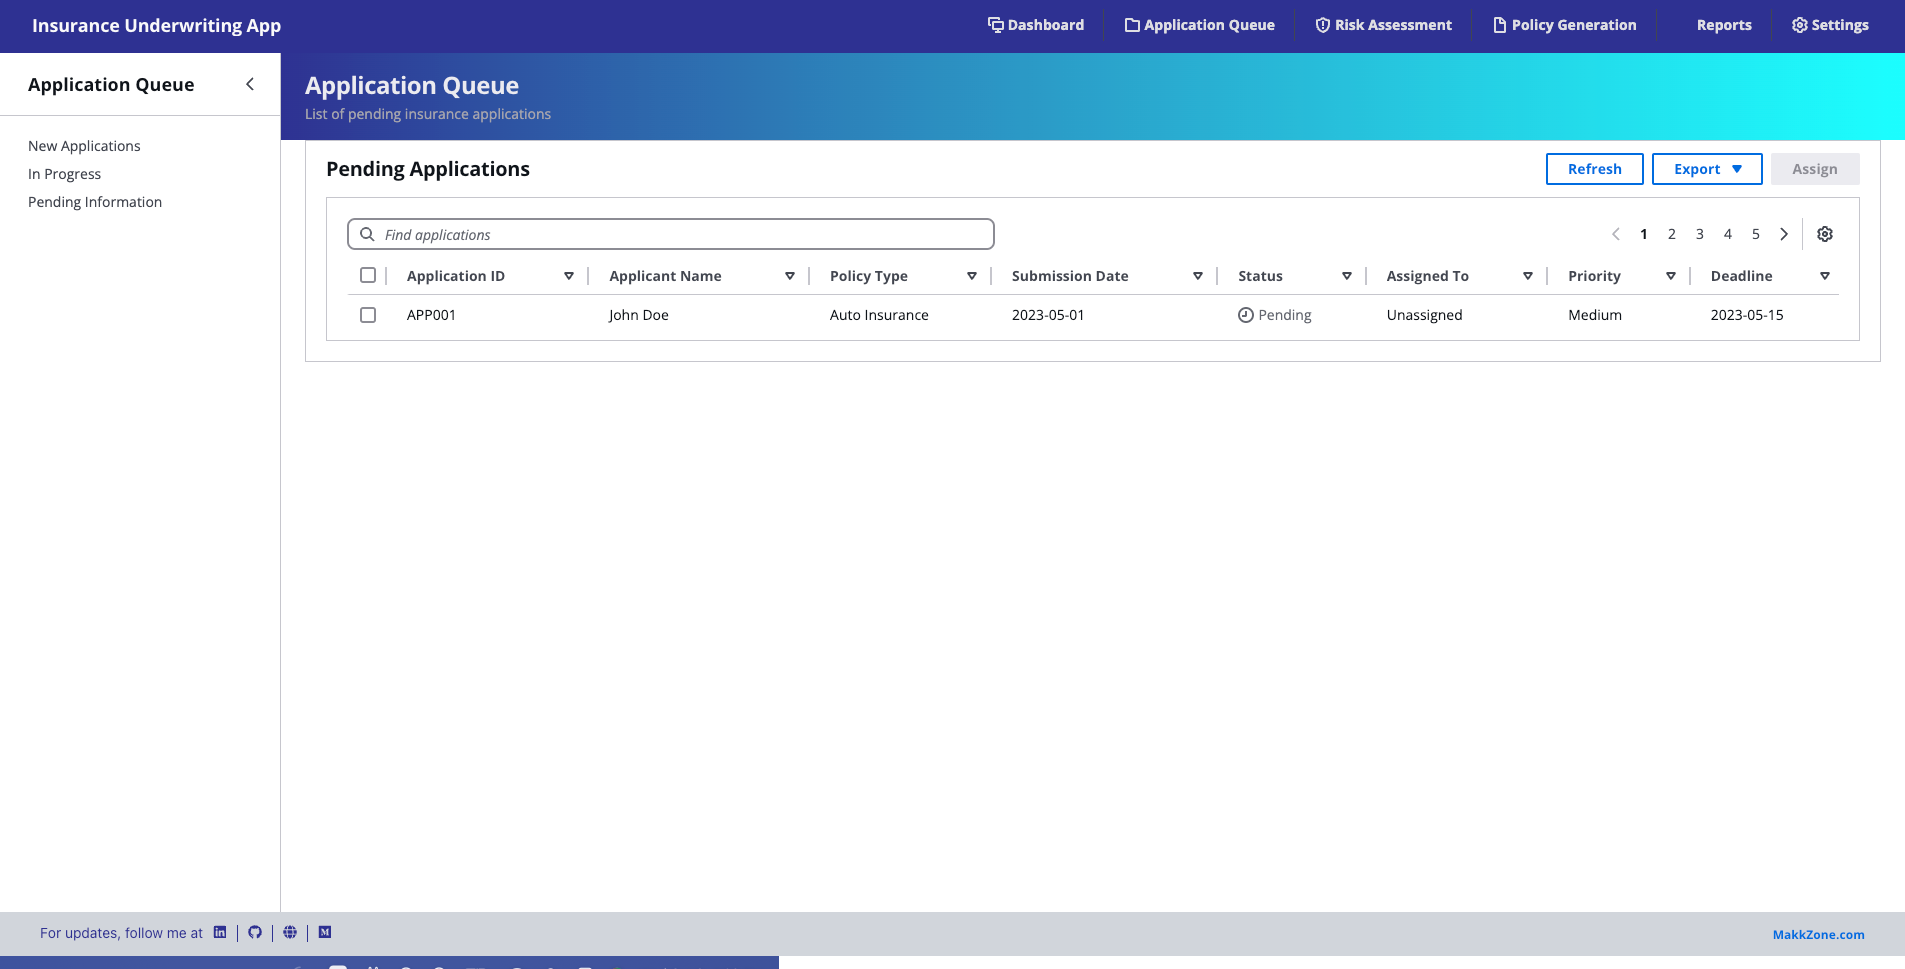 Insurance Underwriting App
Dashboard
Application Queue
Risk Assessment
Policy Generation
Reports
Settings
Application Queue
New Applications
In Progress
Pending Information
Application Queue
List of pending insurance applications
Pending Applications
Refresh
Export
Assign
Find applications
1 2 3 4 5
Application ID Applicant Name Policy Type Submission Date Status Assigned To Priority Deadline
APP001 John Doe Auto Insurance 2023-05-01 Pending Unassigned Medium 2023-05-15
For updates, follow me at
MakkZone.com